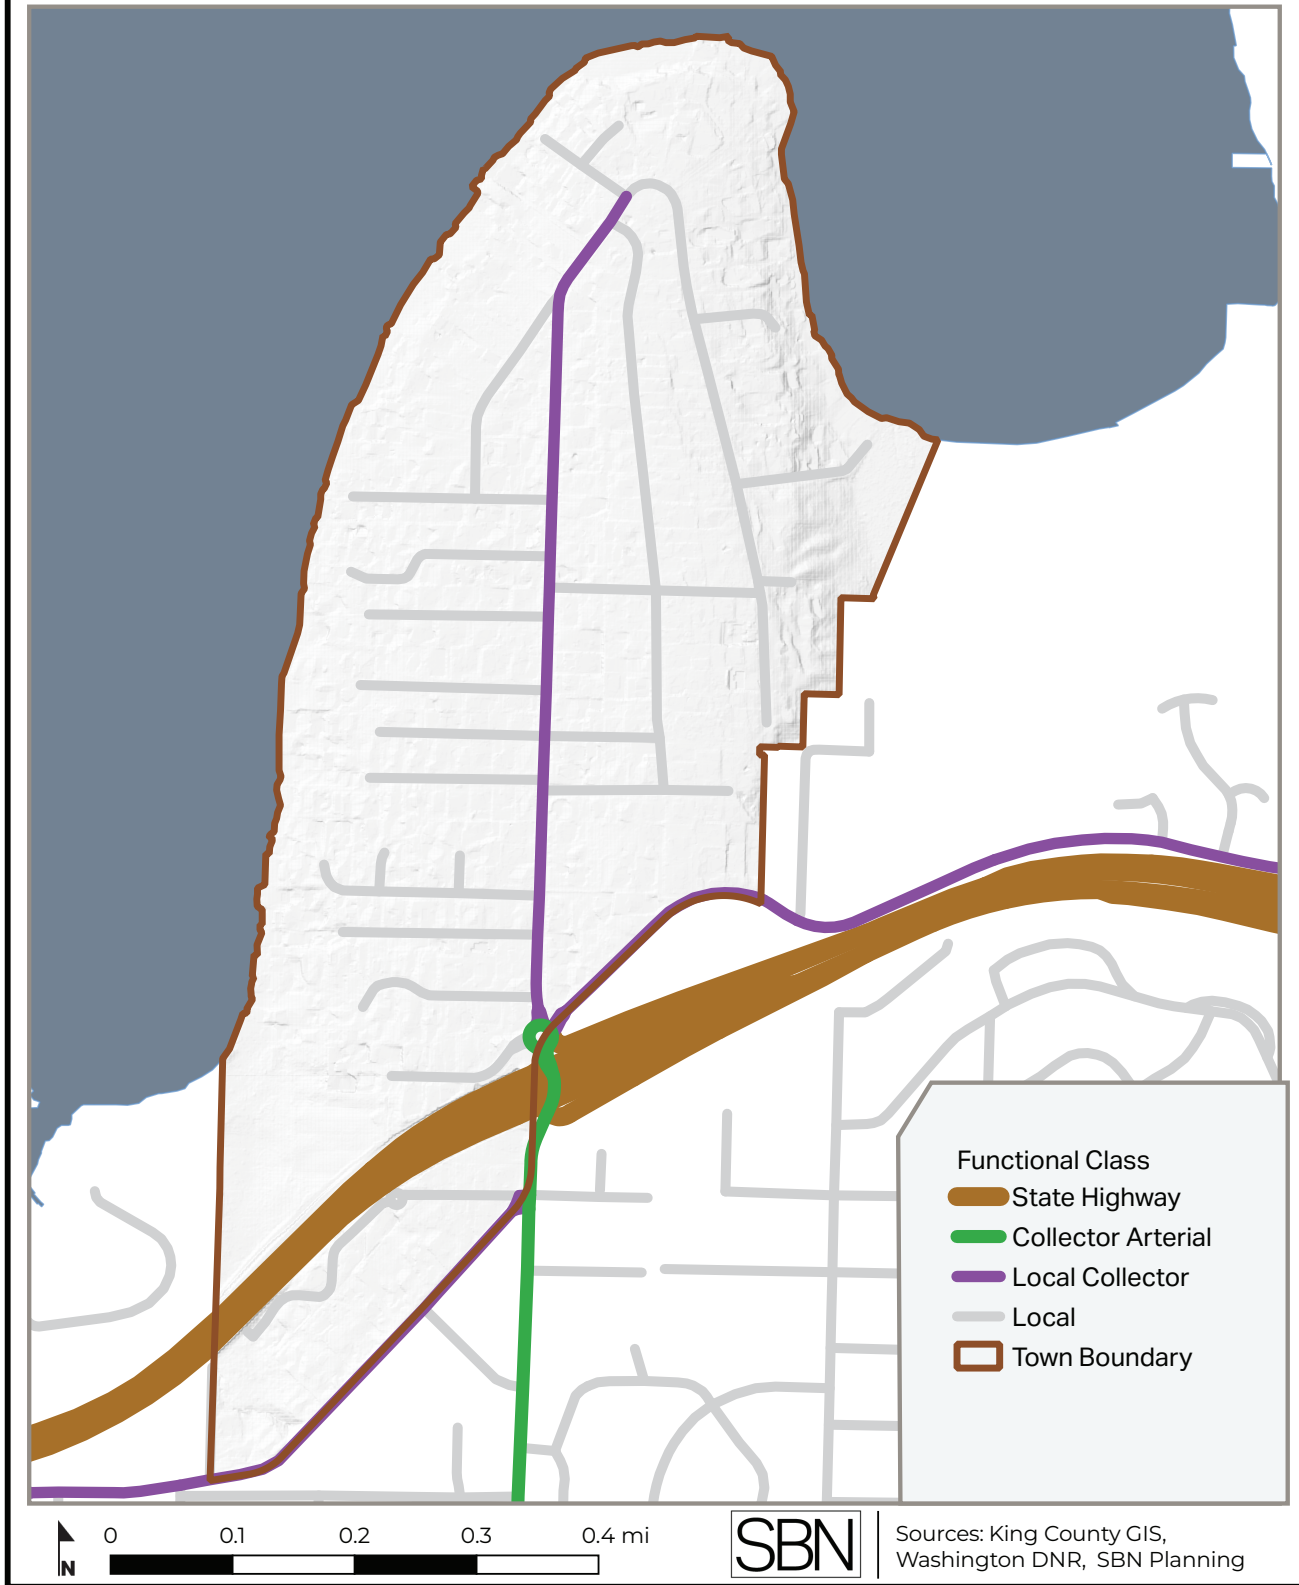 Functional Class
State Highway
Collector Arterial
Local Collector
Local
Town Boundary
N
0 0.1 0.2 0.3 0.4 mi
SBN
Sources: King County GIS,
Washington DNR, SBN Planning